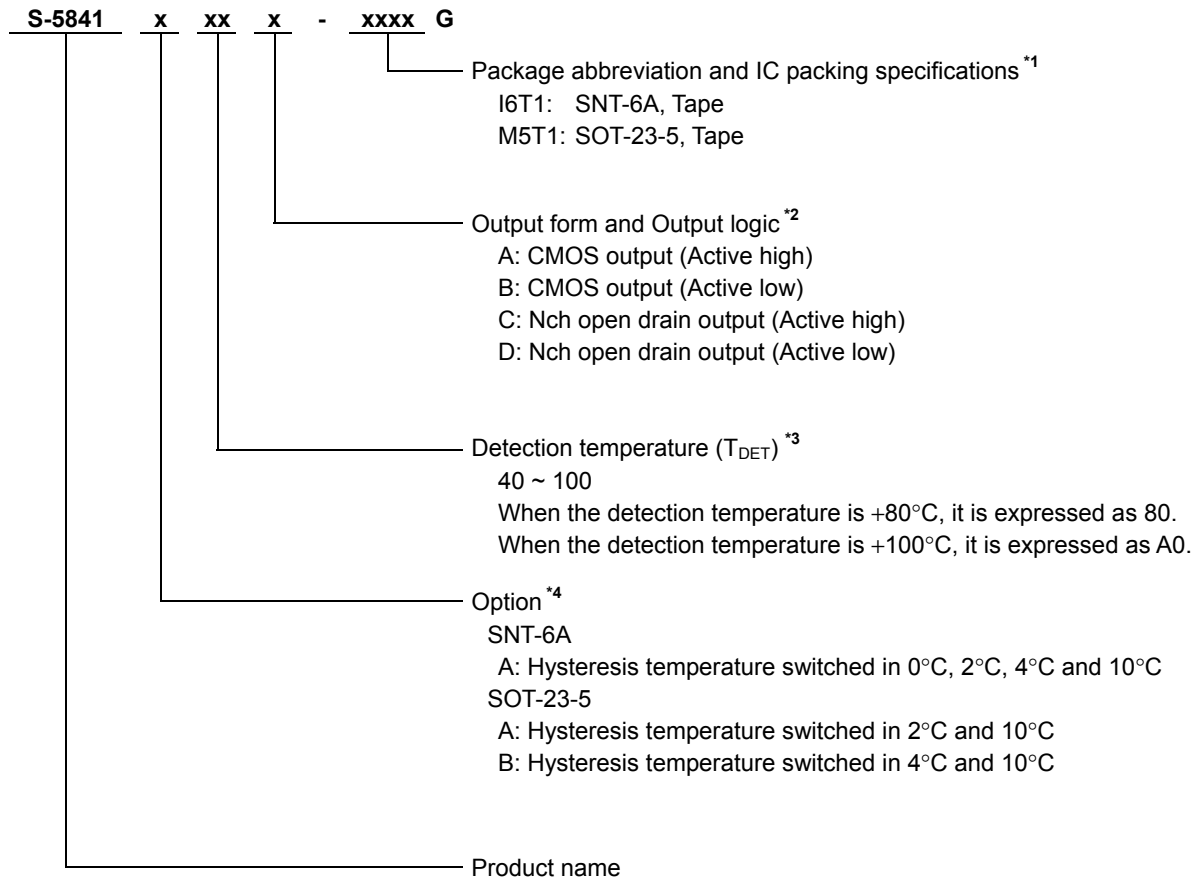 S-5841 x xx x - xxxx G
Package abbreviation and IC packing specifications *1
I6T1: SNT-6A, Tape
M5T1: SOT-23-5, Tape
Output form and Output logic *2
A: CMOS output (Active high)
B: CMOS output (Active low)
C: Nch open drain output (Active high)
D: Nch open drain output (Active low)
Detection temperature (TDET) *3
40 ~ 100
When the detection temperature is +80°C, it is expressed as 80.
When the detection temperature is +100°C, it is expressed as A0.
Option *4
SNT-6A
A: Hysteresis temperature switched in 0°C, 2°C, 4°C and 10°C
SOT-23-5
A: Hysteresis temperature switched in 2°C and 10°C
B: Hysteresis temperature switched in 4°C and 10°C
Product name